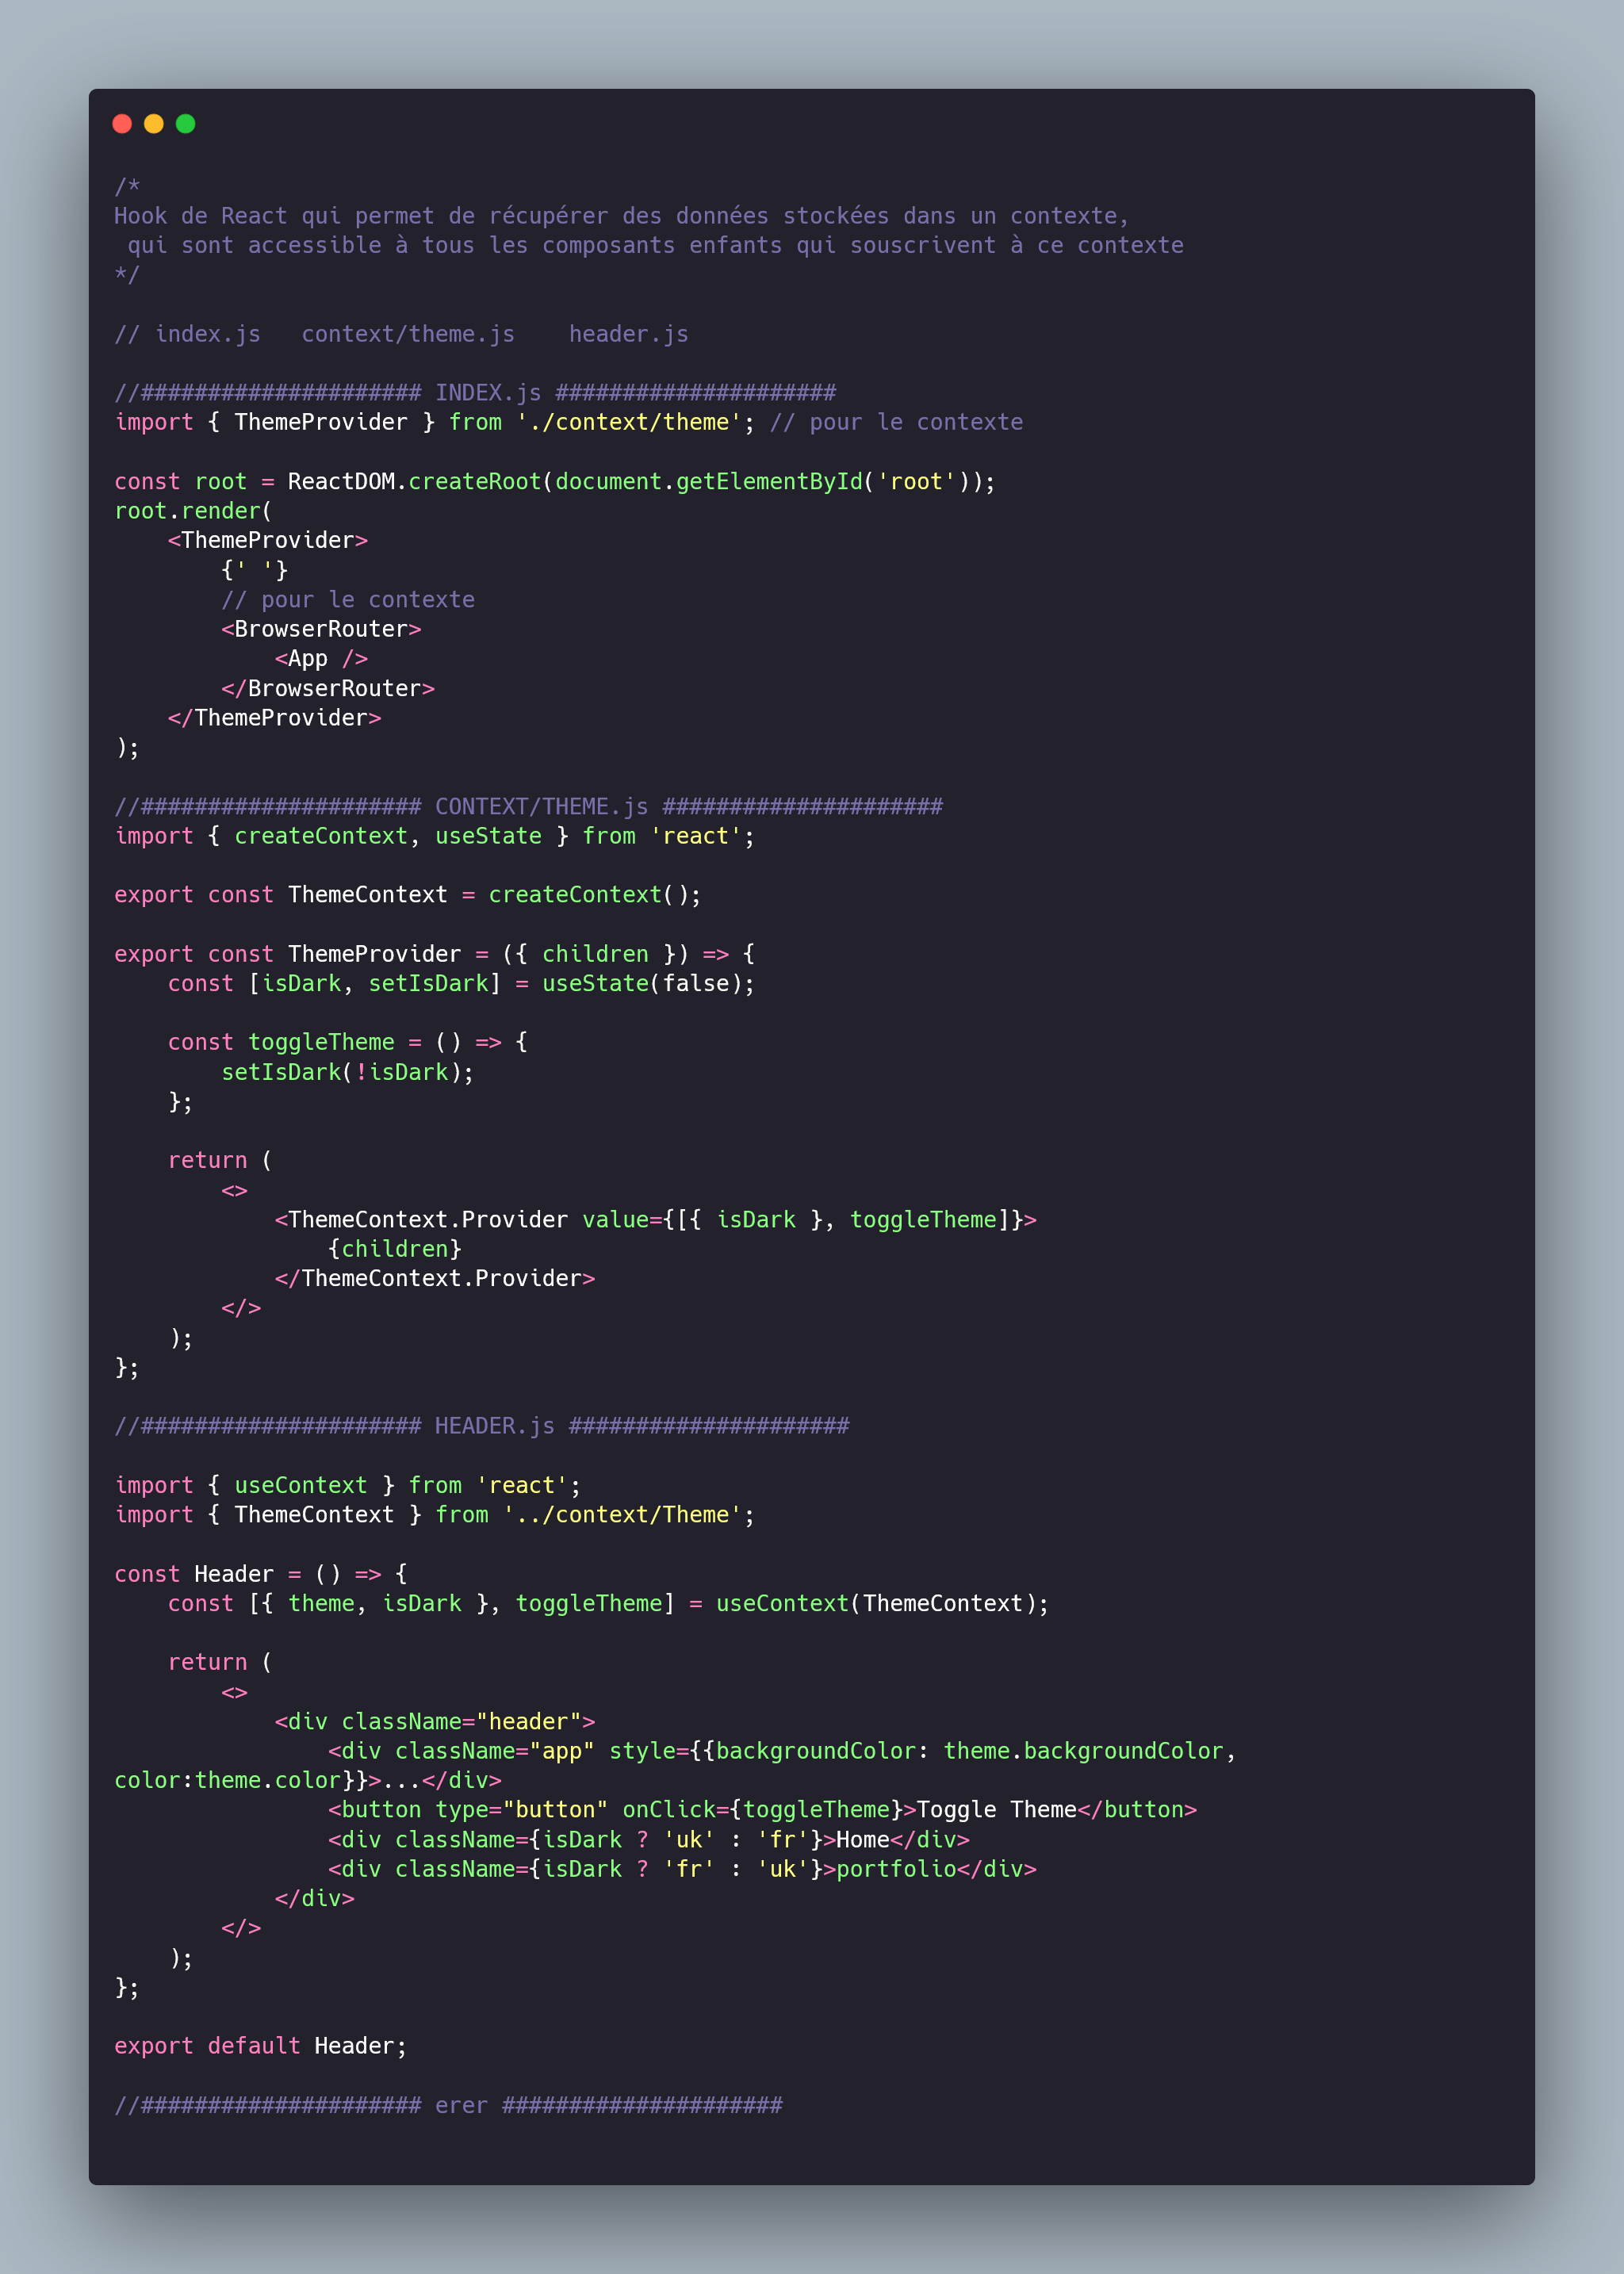 /*
Hook de React qui permet de récupérer des données stockées dans un contexte,
 qui sont accessible à tous les composants enfants qui souscrivent à ce contexte
*/

// index.js   context/theme.js    header.js

//##################### INDEX.js #####################
import { ThemeProvider } from './context/theme'; // pour le contexte

const root = ReactDOM.createRoot(document.getElementById('root'));
root.render(
    <ThemeProvider>
        {' '}
        // pour le contexte
        <BrowserRouter>
            <App />
        </BrowserRouter>
    </ThemeProvider>
);

//##################### CONTEXT/THEME.js #####################
import { createContext, useState } from 'react';

export const ThemeContext = createContext();

export const ThemeProvider = ({ children }) => {
    const [isDark, setIsDark] = useState(false);

    const toggleTheme = () => {
        setIsDark(!isDark);
    };

    return (
        <>
            <ThemeContext.Provider value={[{ isDark }, toggleTheme]}>
                {children}
            </ThemeContext.Provider>
        </>
    );
};

//##################### HEADER.js #####################

import { useContext } from 'react';
import { ThemeContext } from '../context/Theme';

const Header = () => {
    const [{ theme, isDark }, toggleTheme] = useContext(ThemeContext);

    return (
        <>
            <div className="header">
                <div className="app" style={{backgroundColor: theme.backgroundColor,
color:theme.color}}>...</div>
                <button type="button" onClick={toggleTheme}>Toggle Theme</button>
                <div className={isDark ? 'uk' : 'fr'}>Home</div>
                <div className={isDark ? 'fr' : 'uk'}>portfolio</div>
            </div>
        </>
    );
};

export default Header;

//##################### erer #####################